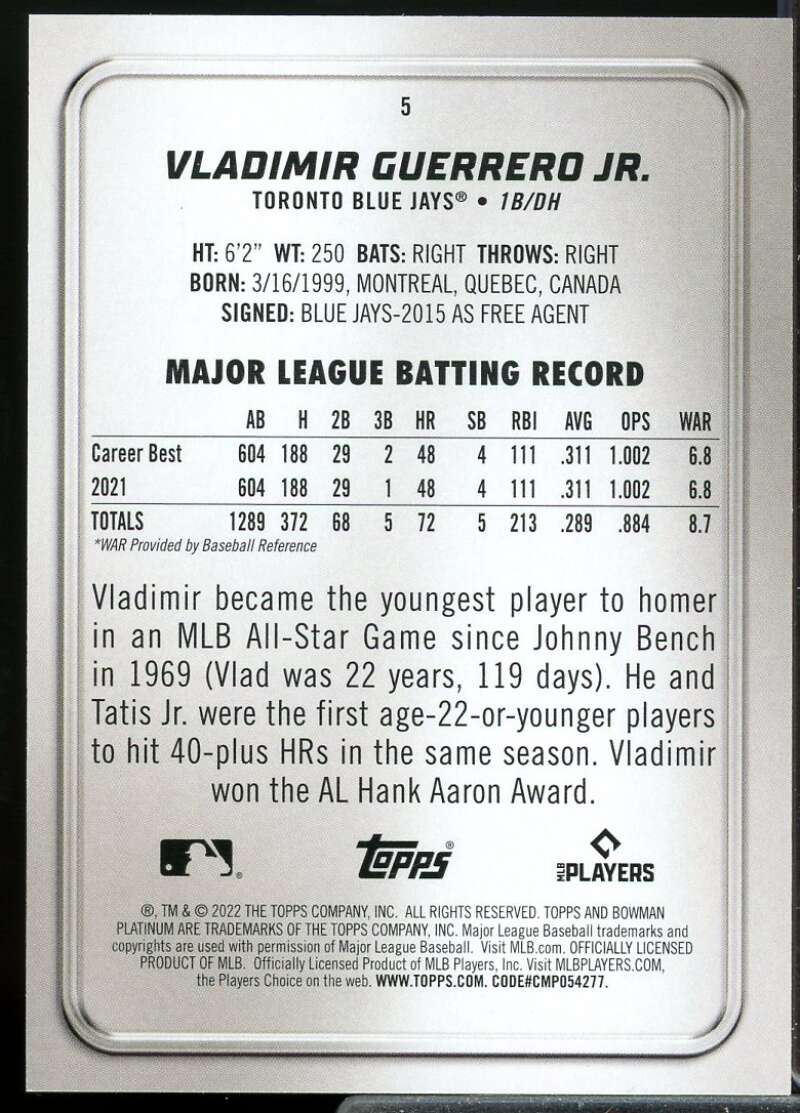 5
VLADIMIR GUERRERO JR.
TORONTO BLUE JAYS® • 1B/DH
HT: 6'2" WT: 250 BATS: RIGHT THROWS: RIGHT
BORN: 3/16/1999, MONTREAL, QUEBEC, CANADA
SIGNED: BLUE JAYS-2015 AS FREE AGENT
MAJOR LEAGUE BATTING RECORD
AB H 2B 3B HR SB RBI AVG OPS WAR
Career Best 604 188 29 2 48 4 111 .311 1.002 6.8
2021 604 188 29 1 48 4 111 .311 1.002 6.8
TOTALS 1289 372 68 5 72 5 213 .289 .884 8.7
*WAR Provided by Baseball Reference
Vladimir became the youngest player to homer
in an MLB All-Star Game since Johnny Bench
in 1969 (Vlad was 22 years, 119 days). He and
Tatis Jr. were the first age-22-or-younger players
to hit 40-plus HRs in the same season. Vladimir
won the AL Hank Aaron Award.
® Topps® MLB PLAYERS
®, TM & © 2022 THE TOPPS COMPANY, INC. ALL RIGHTS RESERVED. TOPPS AND BOWMAN
PLATINUM ARE TRADEMARKS OF THE TOPPS COMPANY, INC. Major League Baseball trademarks and
copyrights are used with permission of Major League Baseball. Visit MLB.com. OFFICIALLY LICENSED
PRODUCT OF MLB. Officially Licensed Product of MLB Players, Inc. Visit MLBPLAYERS.COM,
the Players Choice on the web. WWW.TOPPS.COM. CODE#CMP054277.